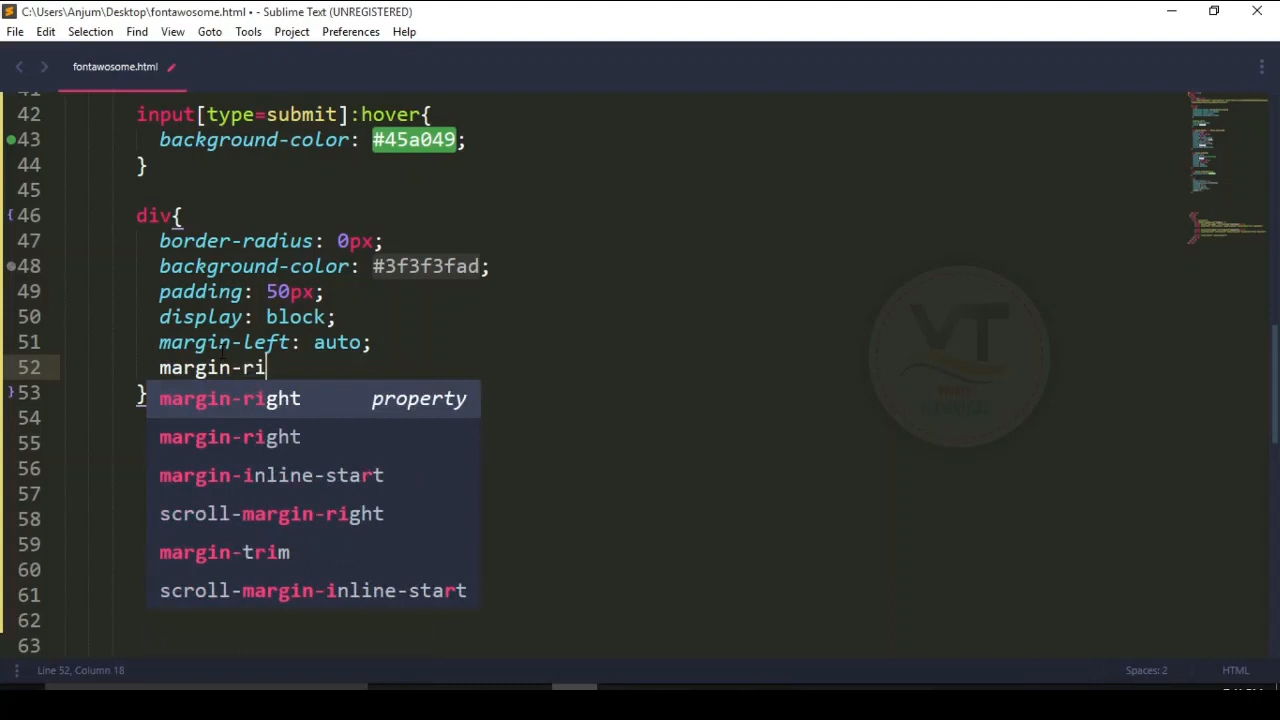 C:\Users\Anjum\Desktop\fontawosome.html • - Sublime Text (UNREGISTERED)
File Edit Selection Find View Goto Tools Project Preferences Help
fontawosome.html
42 input[type=submit]:hover{
43 background-color: #45a049;
44 }
45
46 div{
47 border-radius: 0px;
48 background-color: #3f3f3fad;
49 padding: 50px;
50 display: block;
51 margin-left: auto;
52 margin-ri
53 }
margin-right property
54
margin-right
55
margin-inline-start
56
57
scroll-margin-right
58
59
margin-trim
60
scroll-margin-inline-start
61
62
63
VT
Line 52, Column 18
Spaces: 2 HTML